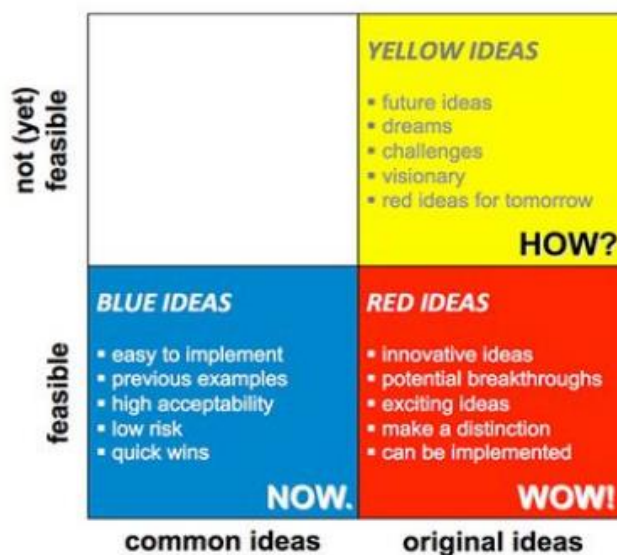 not (yet)
feasible
YELLOW IDEAS
▪ future ideas
▪ dreams
▪ challenges
▪ visionary
▪ red ideas for tomorrow
HOW?
feasible
BLUE IDEAS
▪ easy to implement
▪ previous examples
▪ high acceptability
▪ low risk
▪ quick wins
NOW.
RED IDEAS
▪ innovative ideas
▪ potential breakthroughs
▪ exciting ideas
▪ make a distinction
▪ can be implemented
WOW!
common ideas
original ideas